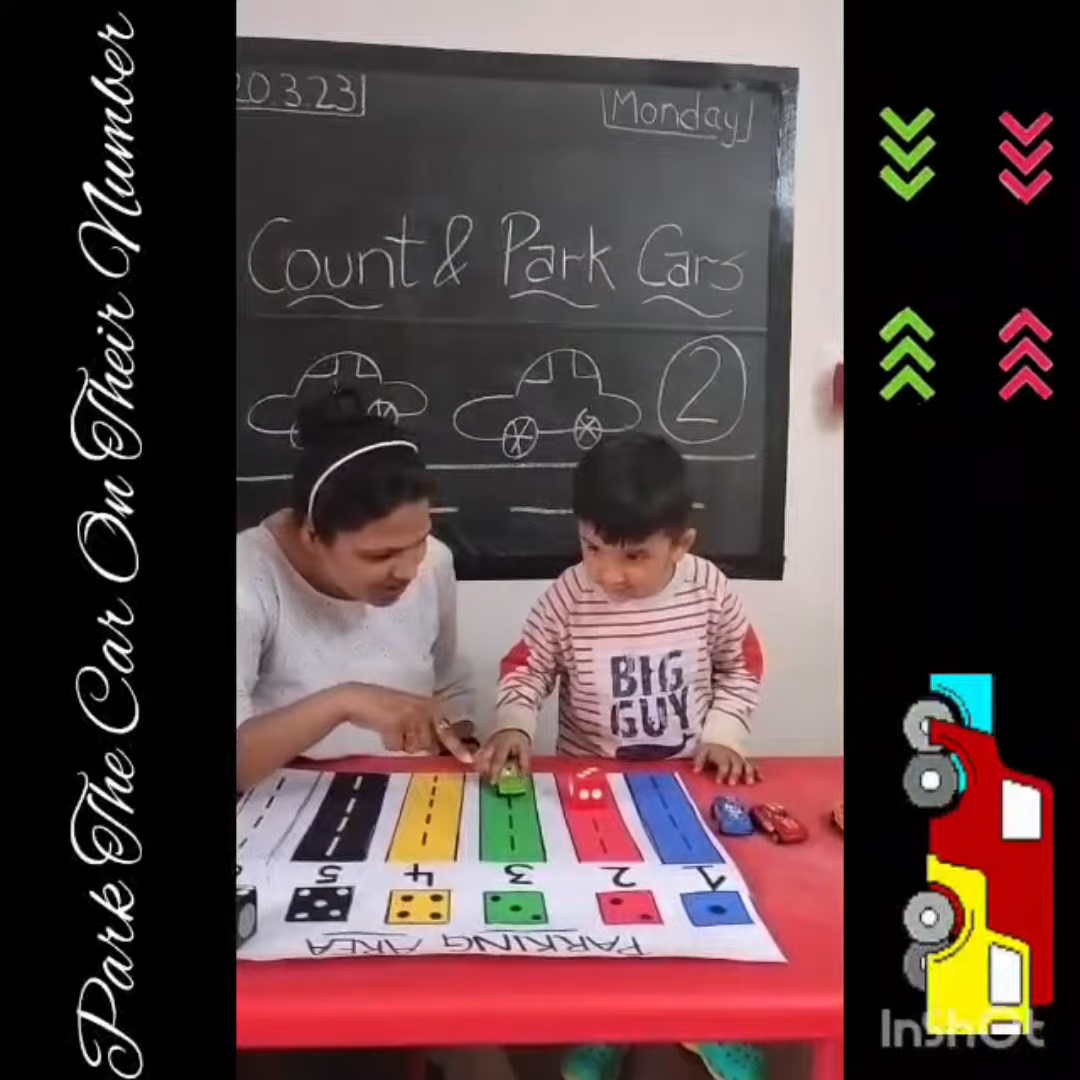 Park The Car On Their Number
20.3.23
Monday
Count & Park Cars
2
BIG
GUY
5 4 3 2 1
PARKING AREA
InShOt